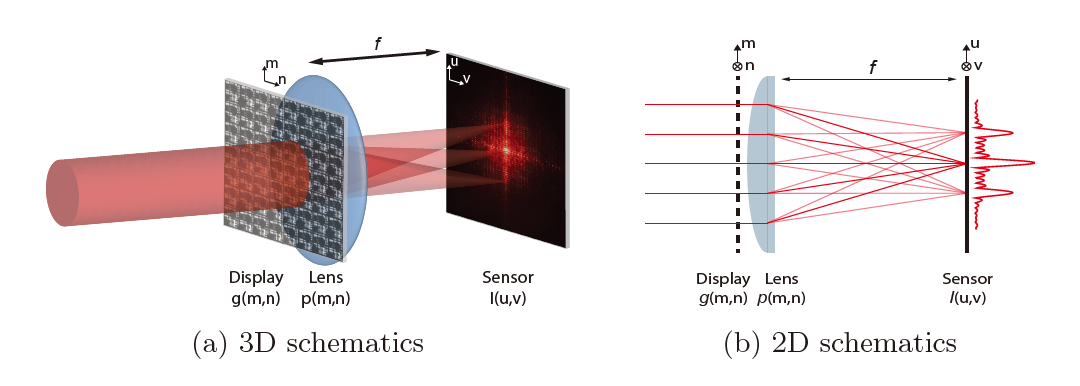 f
m
n
u
v
Display
g(m,n)
Lens
p(m,n)
Sensor
I(u,v)
(a) 3D schematics
m
n
f
u
v
Display
g(m,n)
Lens
p(m,n)
Sensor
I(u,v)
(b) 2D schematics